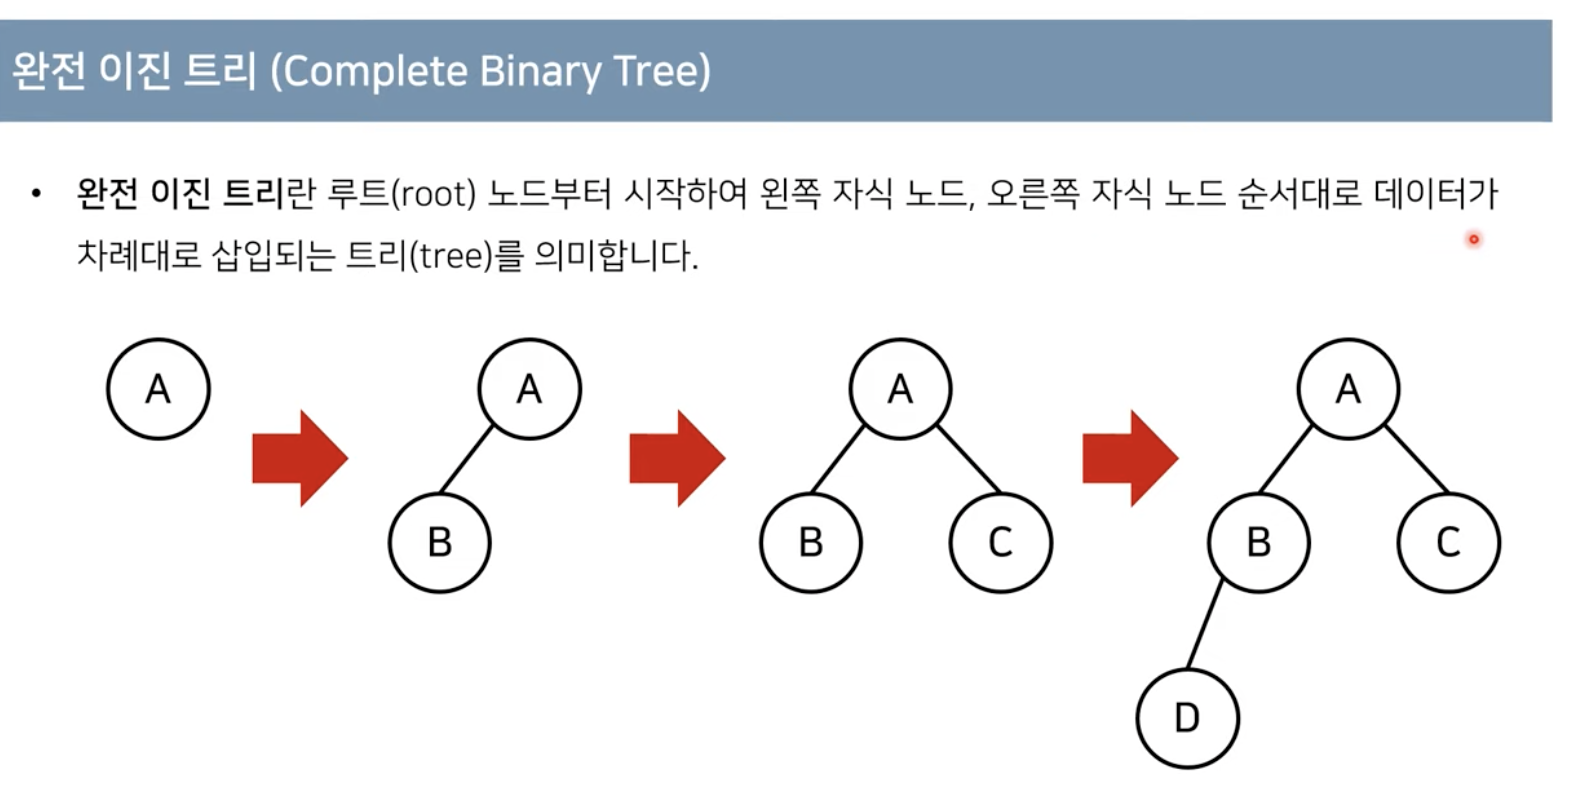 완전 이진 트리 (Complete Binary Tree)
• 완전 이진 트리란 루트(root) 노드부터 시작하여 왼쪽 자식 노드, 오른쪽 자식 노드 순서대로 데이터가
차례대로 삽입되는 트리(tree)를 의미합니다.
A A A A
B B C B C
D